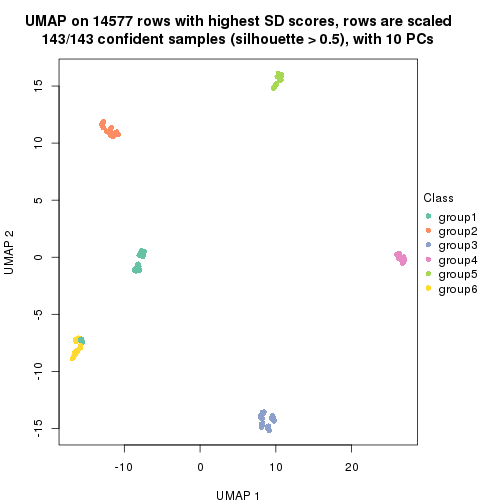 UMAP on 14577 rows with highest SD scores, rows are scaled
143/143 confident samples (silhouette > 0.5), with 10 PCs
15
10
5
0
-5
-10
-15
UMAP 2
-10
0
10
20
UMAP 1
Class
group1
group2
group3
group4
group5
group6